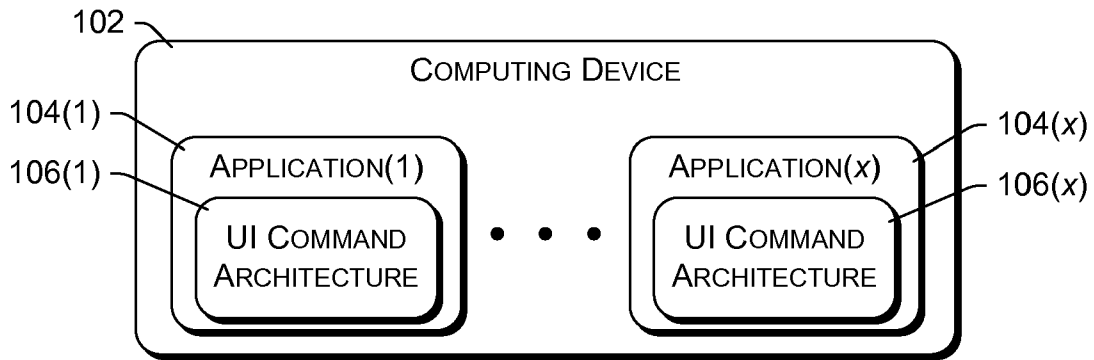 102
COMPUTING DEVICE
104(1)
104(x)
APPLICATION(1)
APPLICATION(x)
106(1)
106(x)
UI COMMAND
ARCHITECTURE
• • •
UI COMMAND
ARCHITECTURE